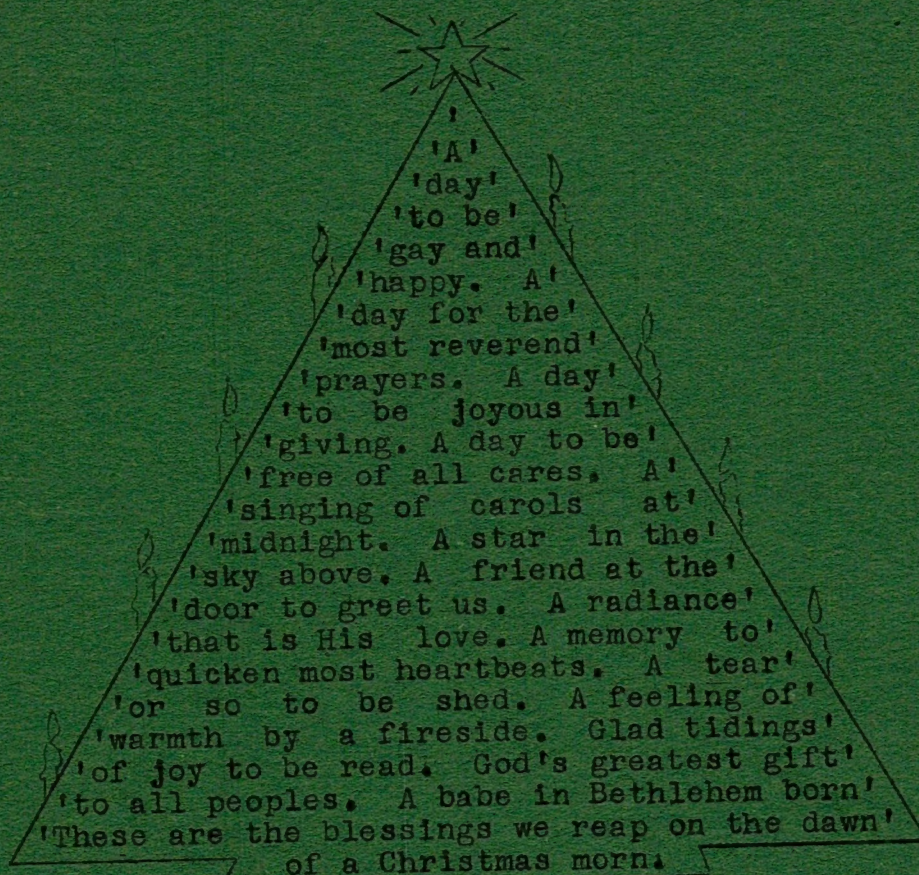 '
'A'
'day'
'to be'
'gay and'
'happy. A'
'day for the'
'most reverend'
'prayers. A day'
'to be joyous in'
'giving. A day to be'
'free of all cares. A'
'singing of carols at'
'midnight. A star in the'
'sky above. A friend at the'
'door to greet us. A radiance'
'that is His love. A memory to'
'quicken most heartbeats. A tear'
'or so to be shed. A feeling of'
'warmth by a fireside. Glad tidings'
'of joy to be read. God's greatest gift'
'to all peoples. A babe in Bethlehem born'
'These are the blessings we reap on the dawn'
of a Christmas morn.